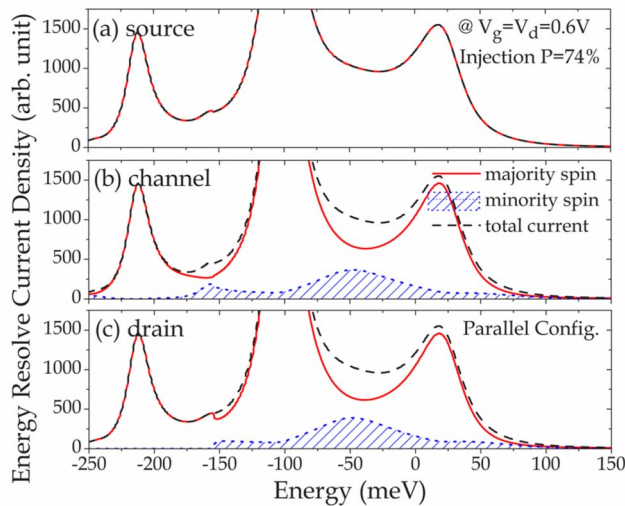 Energy Resolve Current Density (arb. unit)
(a) source
@ V_g=V_d=0.6V
Injection P=74%
1500
1000
500
0
(b) channel
majority spin
minority spin
total current
1500
1000
500
0
(c) drain
Parallel Config.
1500
1000
500
0
-250 -200 -150 -100 -50 0 50 100 150
Energy (meV)